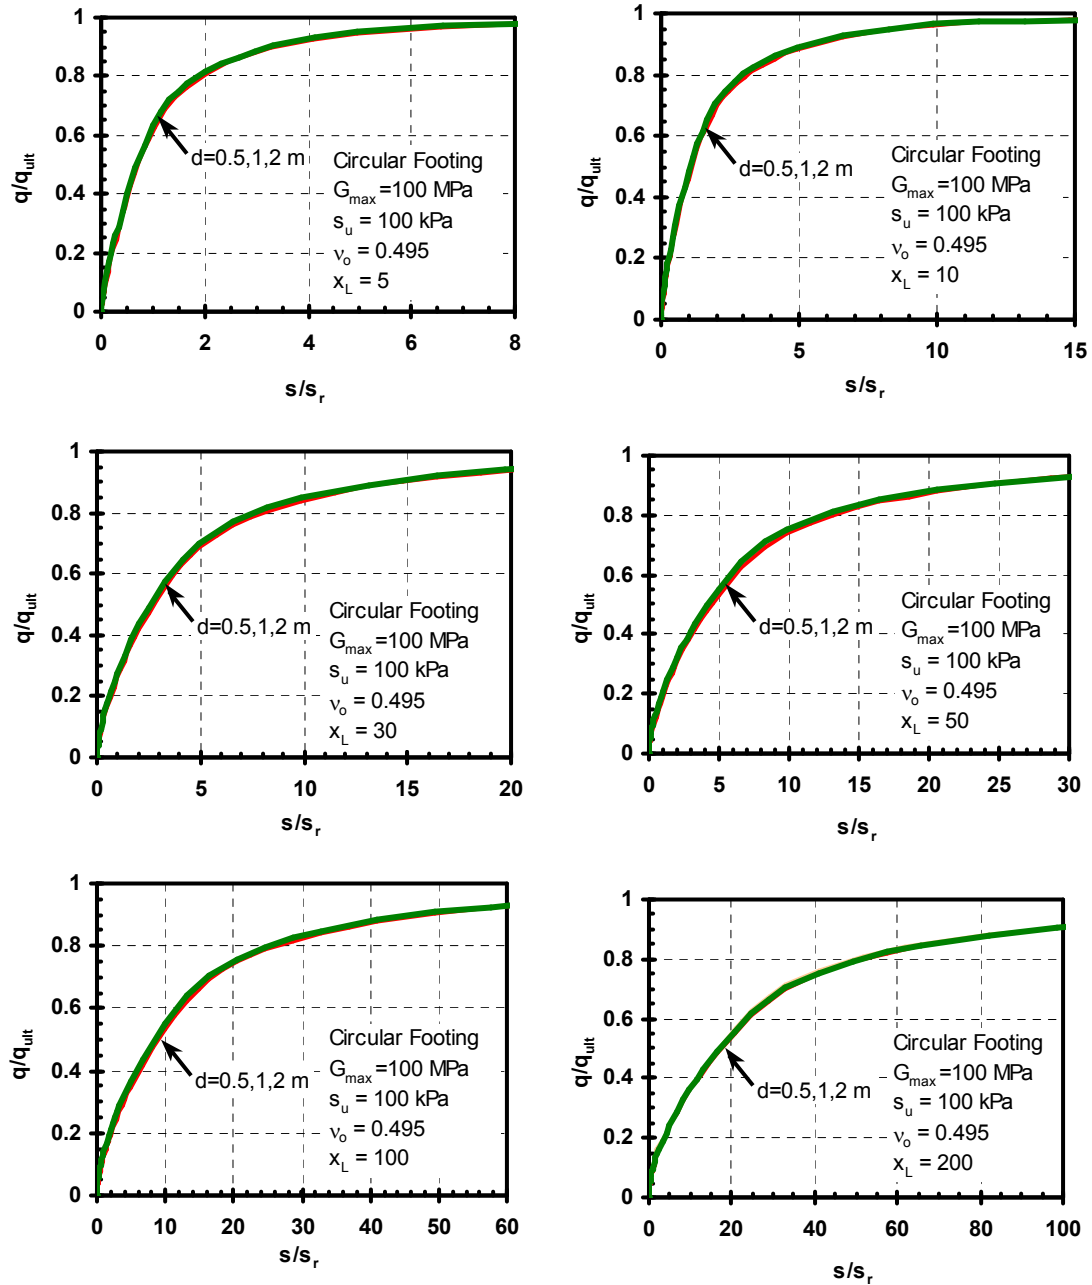 1
0.8
0.6
0.4
0.2
0
q/q_ult
d=0.5,1,2 m
Circular Footing
G_max =100 MPa
s_u = 100 kPa
ν_o = 0.495
x_L = 5
0 2 4 6 8
s/s_r
1
0.8
0.6
0.4
0.2
0
q/q_ult
d=0.5,1,2 m
Circular Footing
G_max =100 MPa
s_u = 100 kPa
ν_o = 0.495
x_L = 10
0 5 10 15
s/s_r
1
0.8
0.6
0.4
0.2
0
q/q_ult
d=0.5,1,2 m
Circular Footing
G_max =100 MPa
s_u = 100 kPa
ν_o = 0.495
x_L = 30
0 5 10 15 20
s/s_r
1
0.8
0.6
0.4
0.2
0
q/q_ult
d=0.5,1,2 m
Circular Footing
G_max =100 MPa
s_u = 100 kPa
ν_o = 0.495
x_L = 50
0 5 10 15 20 25 30
s/s_r
1
0.8
0.6
0.4
0.2
0
q/q_ult
d=0.5,1,2 m
Circular Footing
G_max =100 MPa
s_u = 100 kPa
ν_o = 0.495
x_L = 100
0 10 20 30 40 50 60
s/s_r
1
0.8
0.6
0.4
0.2
0
q/q_ult
d=0.5,1,2 m
Circular Footing
G_max =100 MPa
s_u = 100 kPa
ν_o = 0.495
x_L = 200
0 20 40 60 80 100
s/s_r